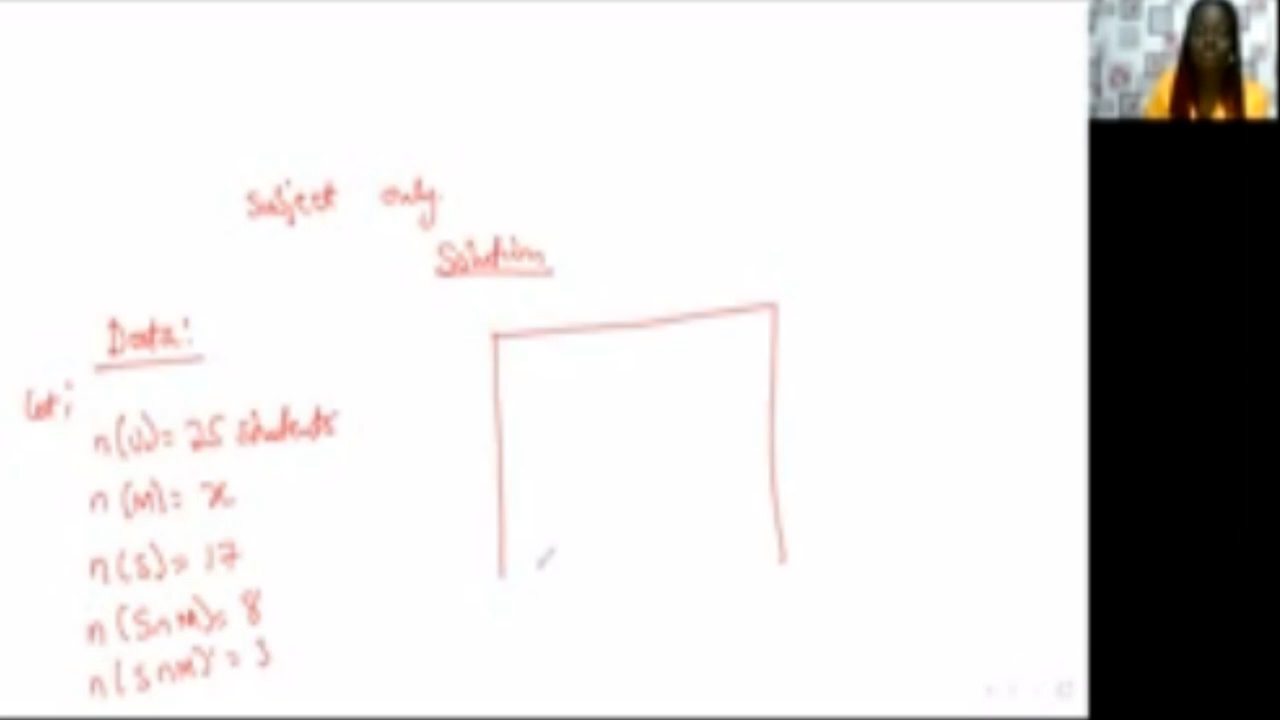 subject only.
Solution
Data:
Let;
n(U) = 25 students
n(M) = x
n(S) = 17
n(S∩M) = 8
n(S∩M)' = 3